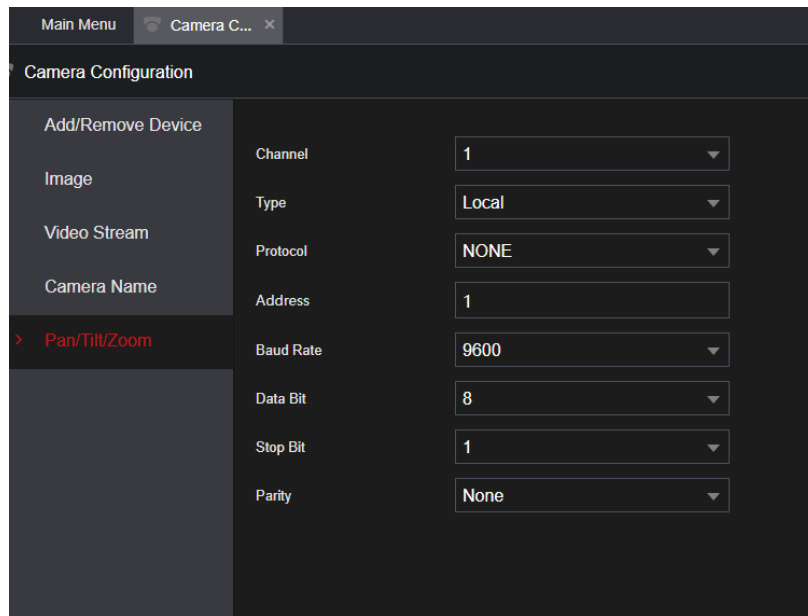 Main Menu
Camera C... ×
Camera Configuration
Add/Remove Device
Image
Video Stream
Camera Name
> Pan/Tilt/Zoom
Channel 1
Type Local
Protocol NONE
Address 1
Baud Rate 9600
Data Bit 8
Stop Bit 1
Parity None